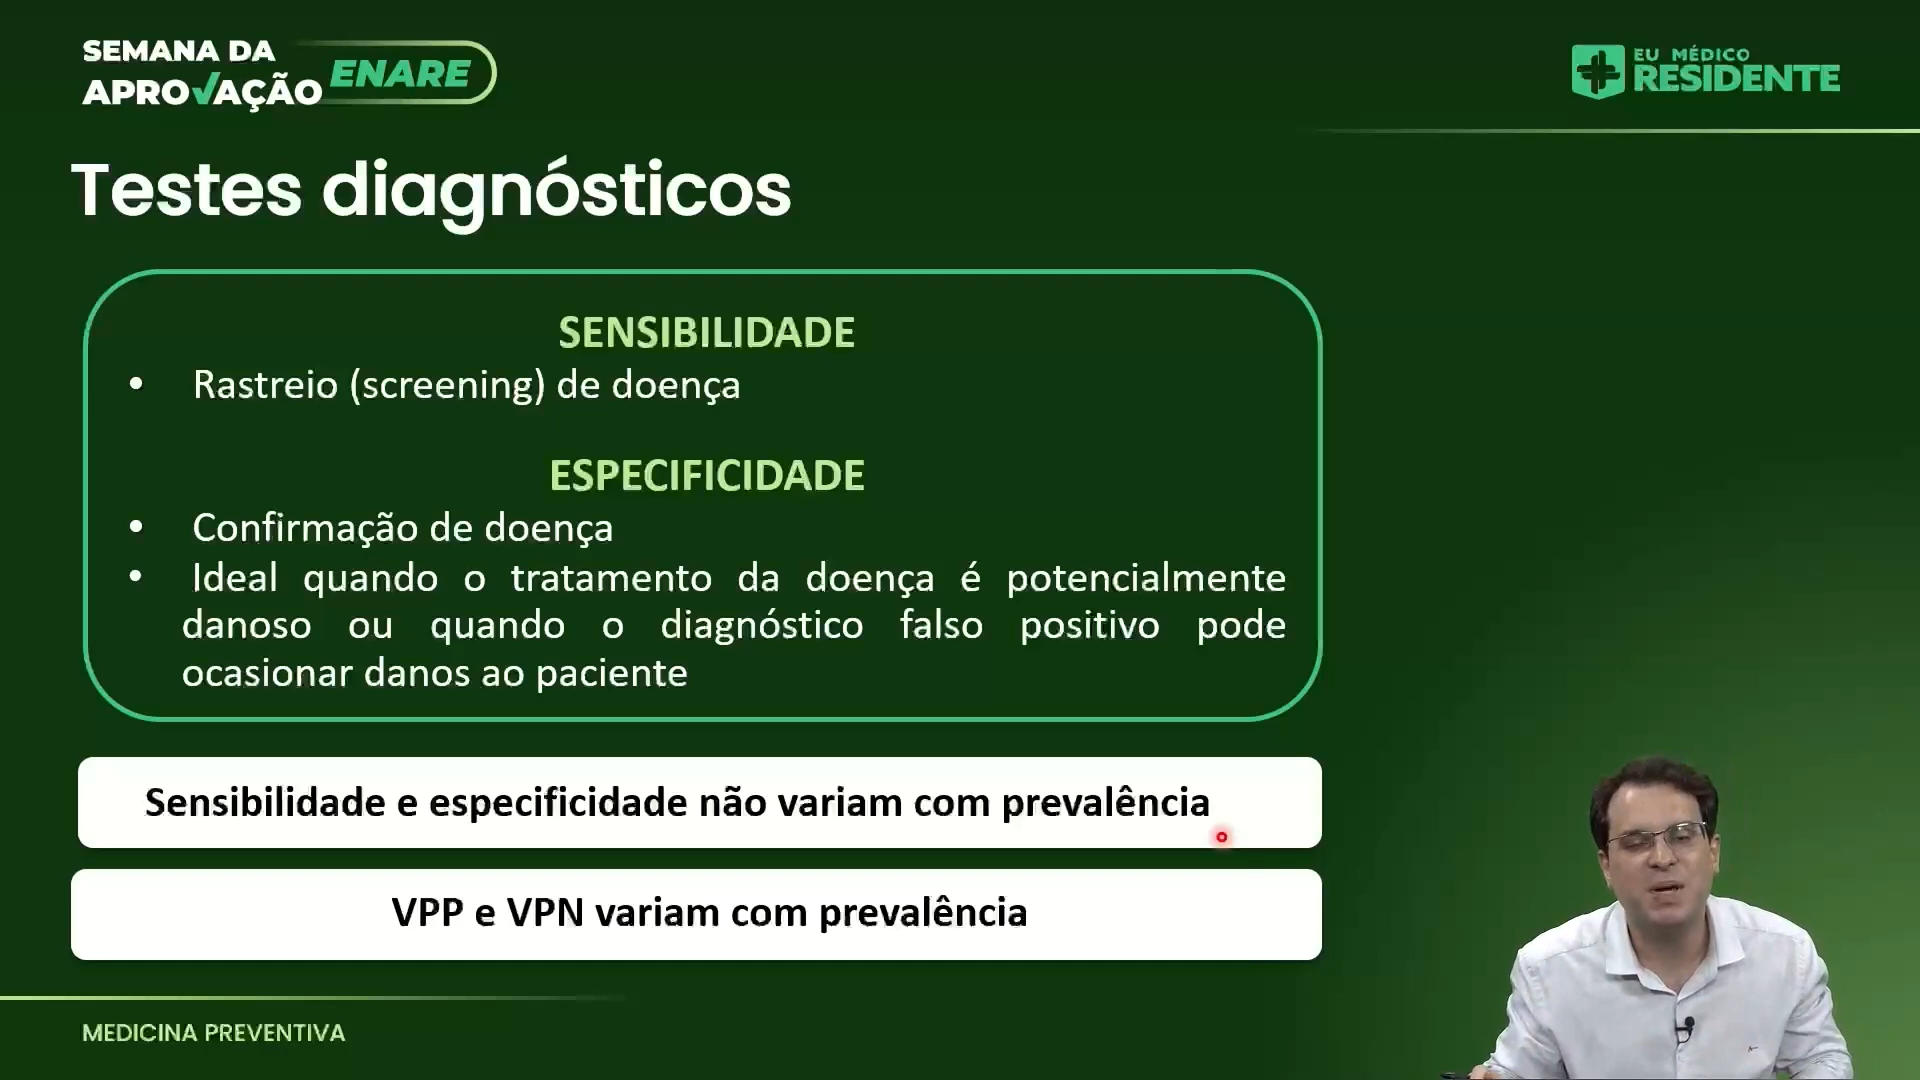 SEMANA DA
APROVAÇÃO ENARE
EU MÉDICO
RESIDENTE
Testes diagnósticos
SENSIBILIDADE
• Rastreio (screening) de doença
ESPECIFICIDADE
• Confirmação de doença
• Ideal quando o tratamento da doença é potencialmente
danoso ou quando o diagnóstico falso positivo pode
ocasionar danos ao paciente
Sensibilidade e especificidade não variam com prevalência
VPP e VPN variam com prevalência
MEDICINA PREVENTIVA